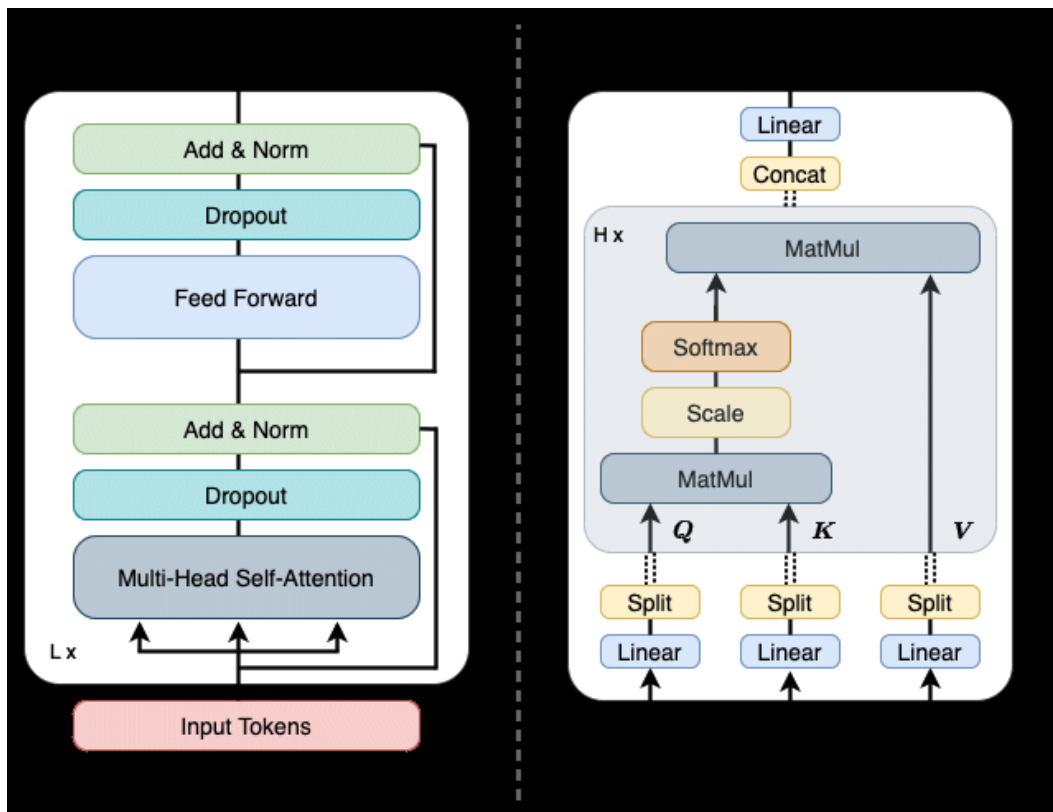 Add & Norm
Dropout
Feed Forward
Add & Norm
Dropout
Multi-Head Self-Attention
L x
Input Tokens
Linear
Concat
H x
MatMul
Softmax
Scale
MatMul
Q K V
Split Split Split
Linear Linear Linear